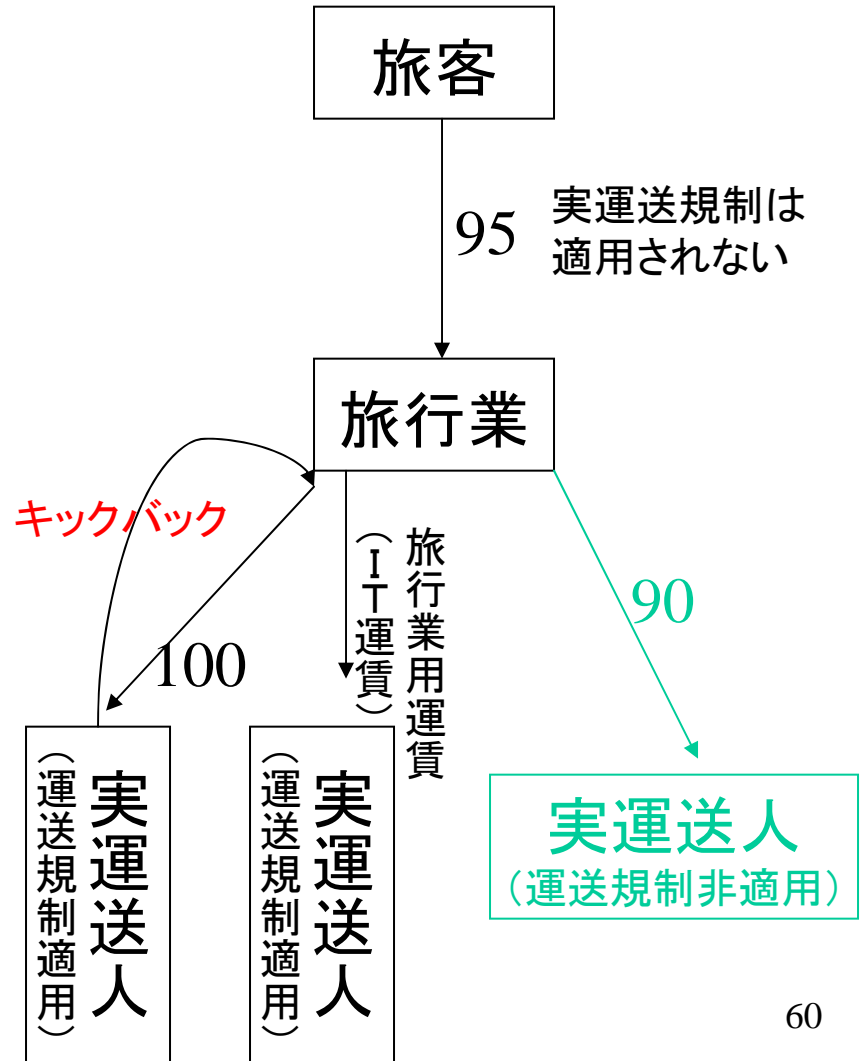 旅客
95
実運送規制は
適用されない
旅行業
キックバック
100
旅行業用運賃
（ＩＴ運賃）
90
実運送人
（運送規制適用）
実運送人
（運送規制適用）
実運送人
（運送規制非適用）
60